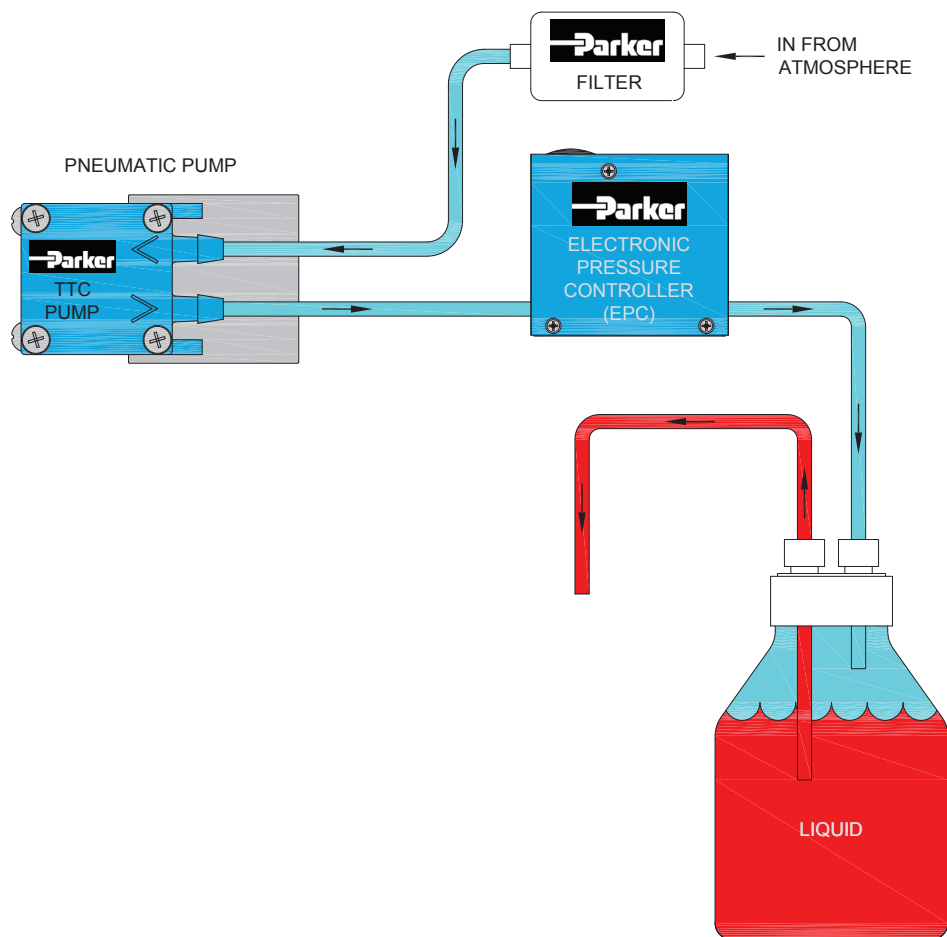 Parker
FILTER
IN FROM
ATMOSPHERE
PNEUMATIC PUMP
Parker
TTC
PUMP
Parker
ELECTRONIC
PRESSURE
CONTROLLER
(EPC)
LIQUID